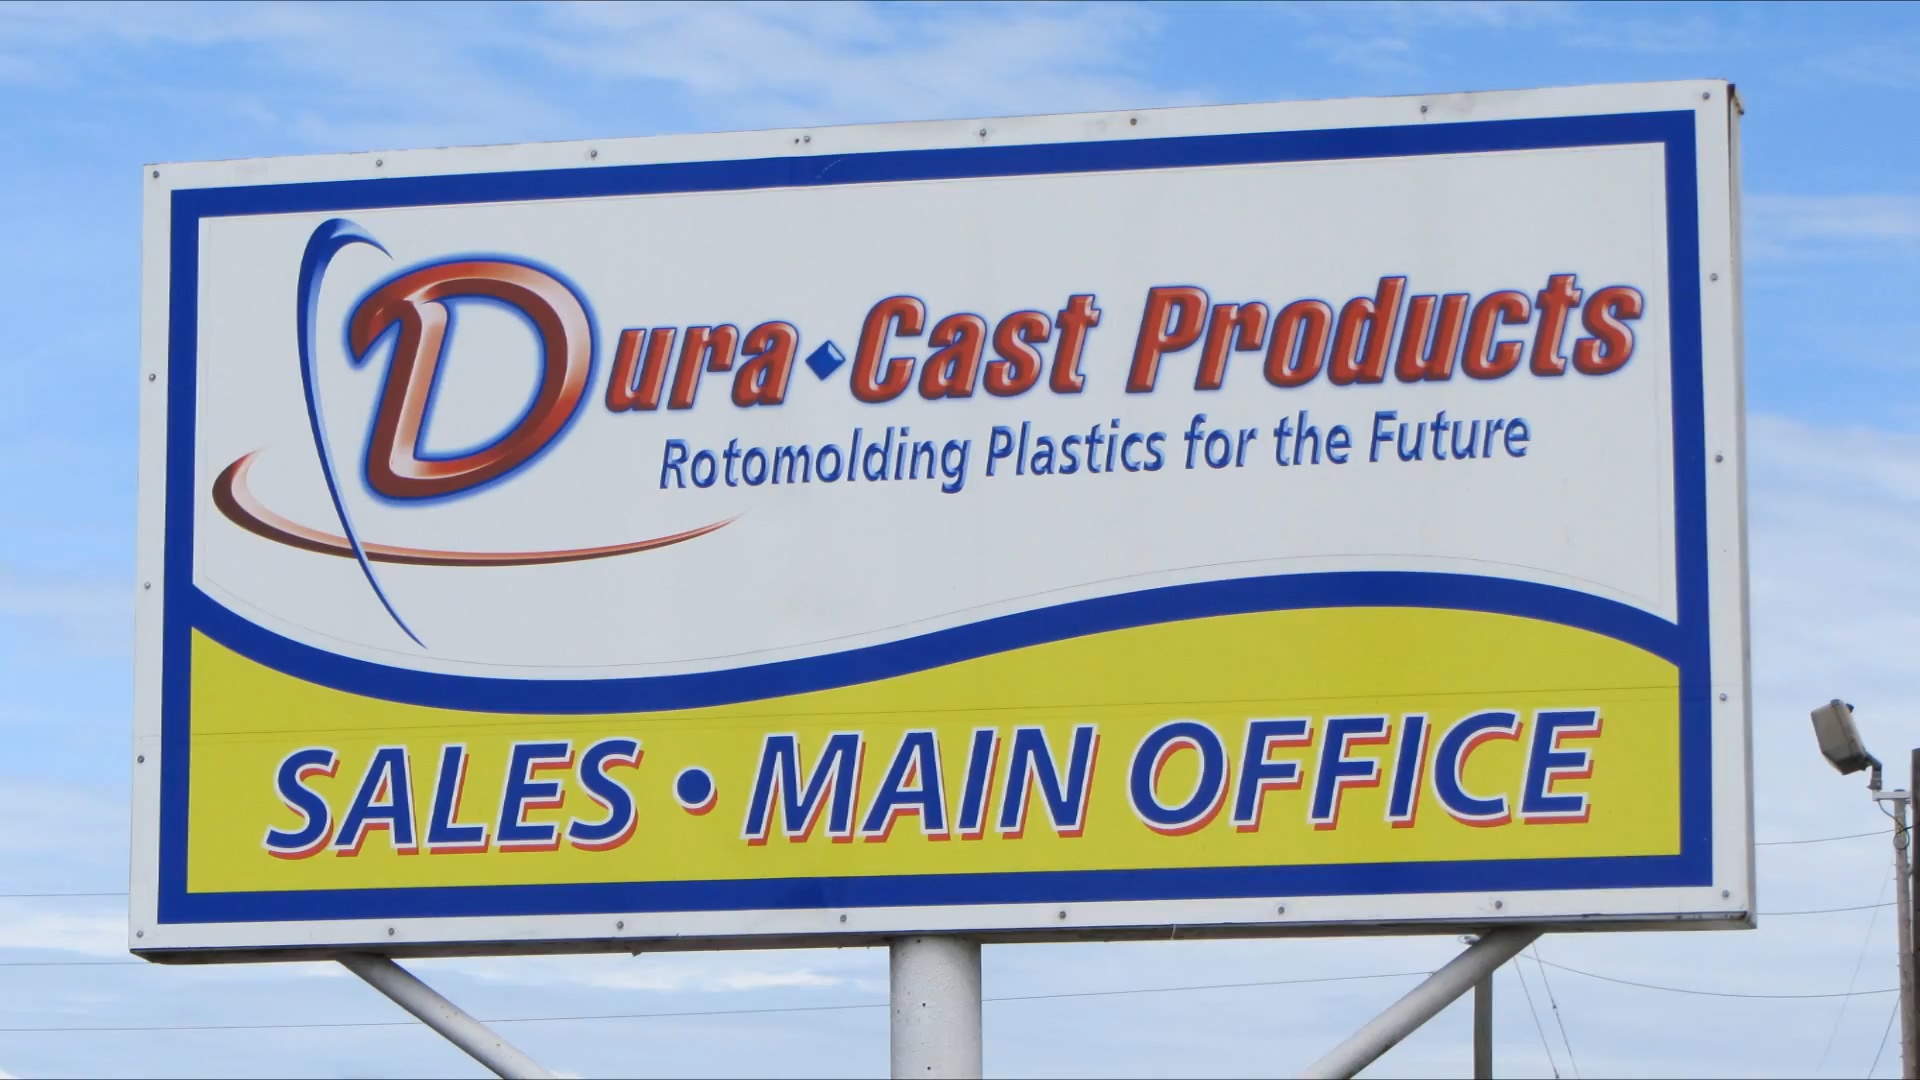 Dura◆Cast Products
Rotomolding Plastics for the Future
SALES • MAIN OFFICE